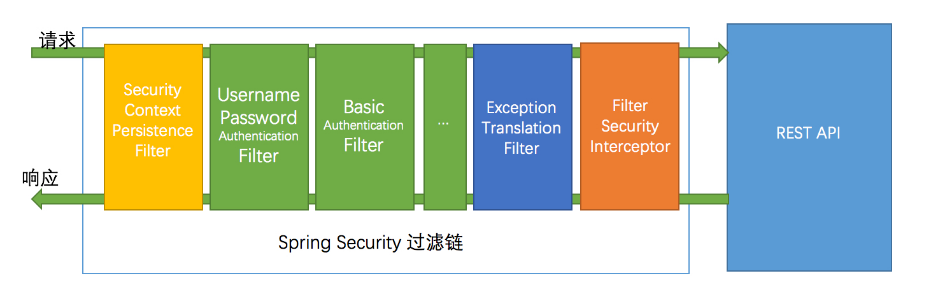 请求
Security
Context
Persistence
Filter
Username
Password
Authentication
Filter
Basic
Authentication
Filter
...
Exception
Translation
Filter
Filter
Security
Interceptor
REST API
响应
Spring Security 过滤链